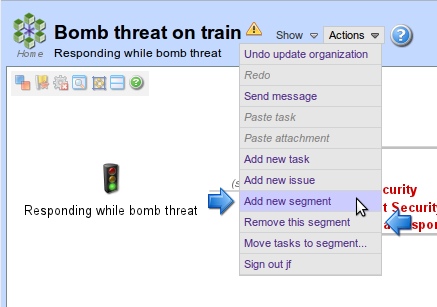 Bomb threat on train
Show
Actions
Home
Responding while bomb threat
Undo update organization
Redo
Send message
Paste task
Paste attachment
Add new task
Add new issue
Add new segment
Remove this segment
Move tasks to segment...
Sign out jf
(s
Responding while bomb threat
curity
t Security
spor